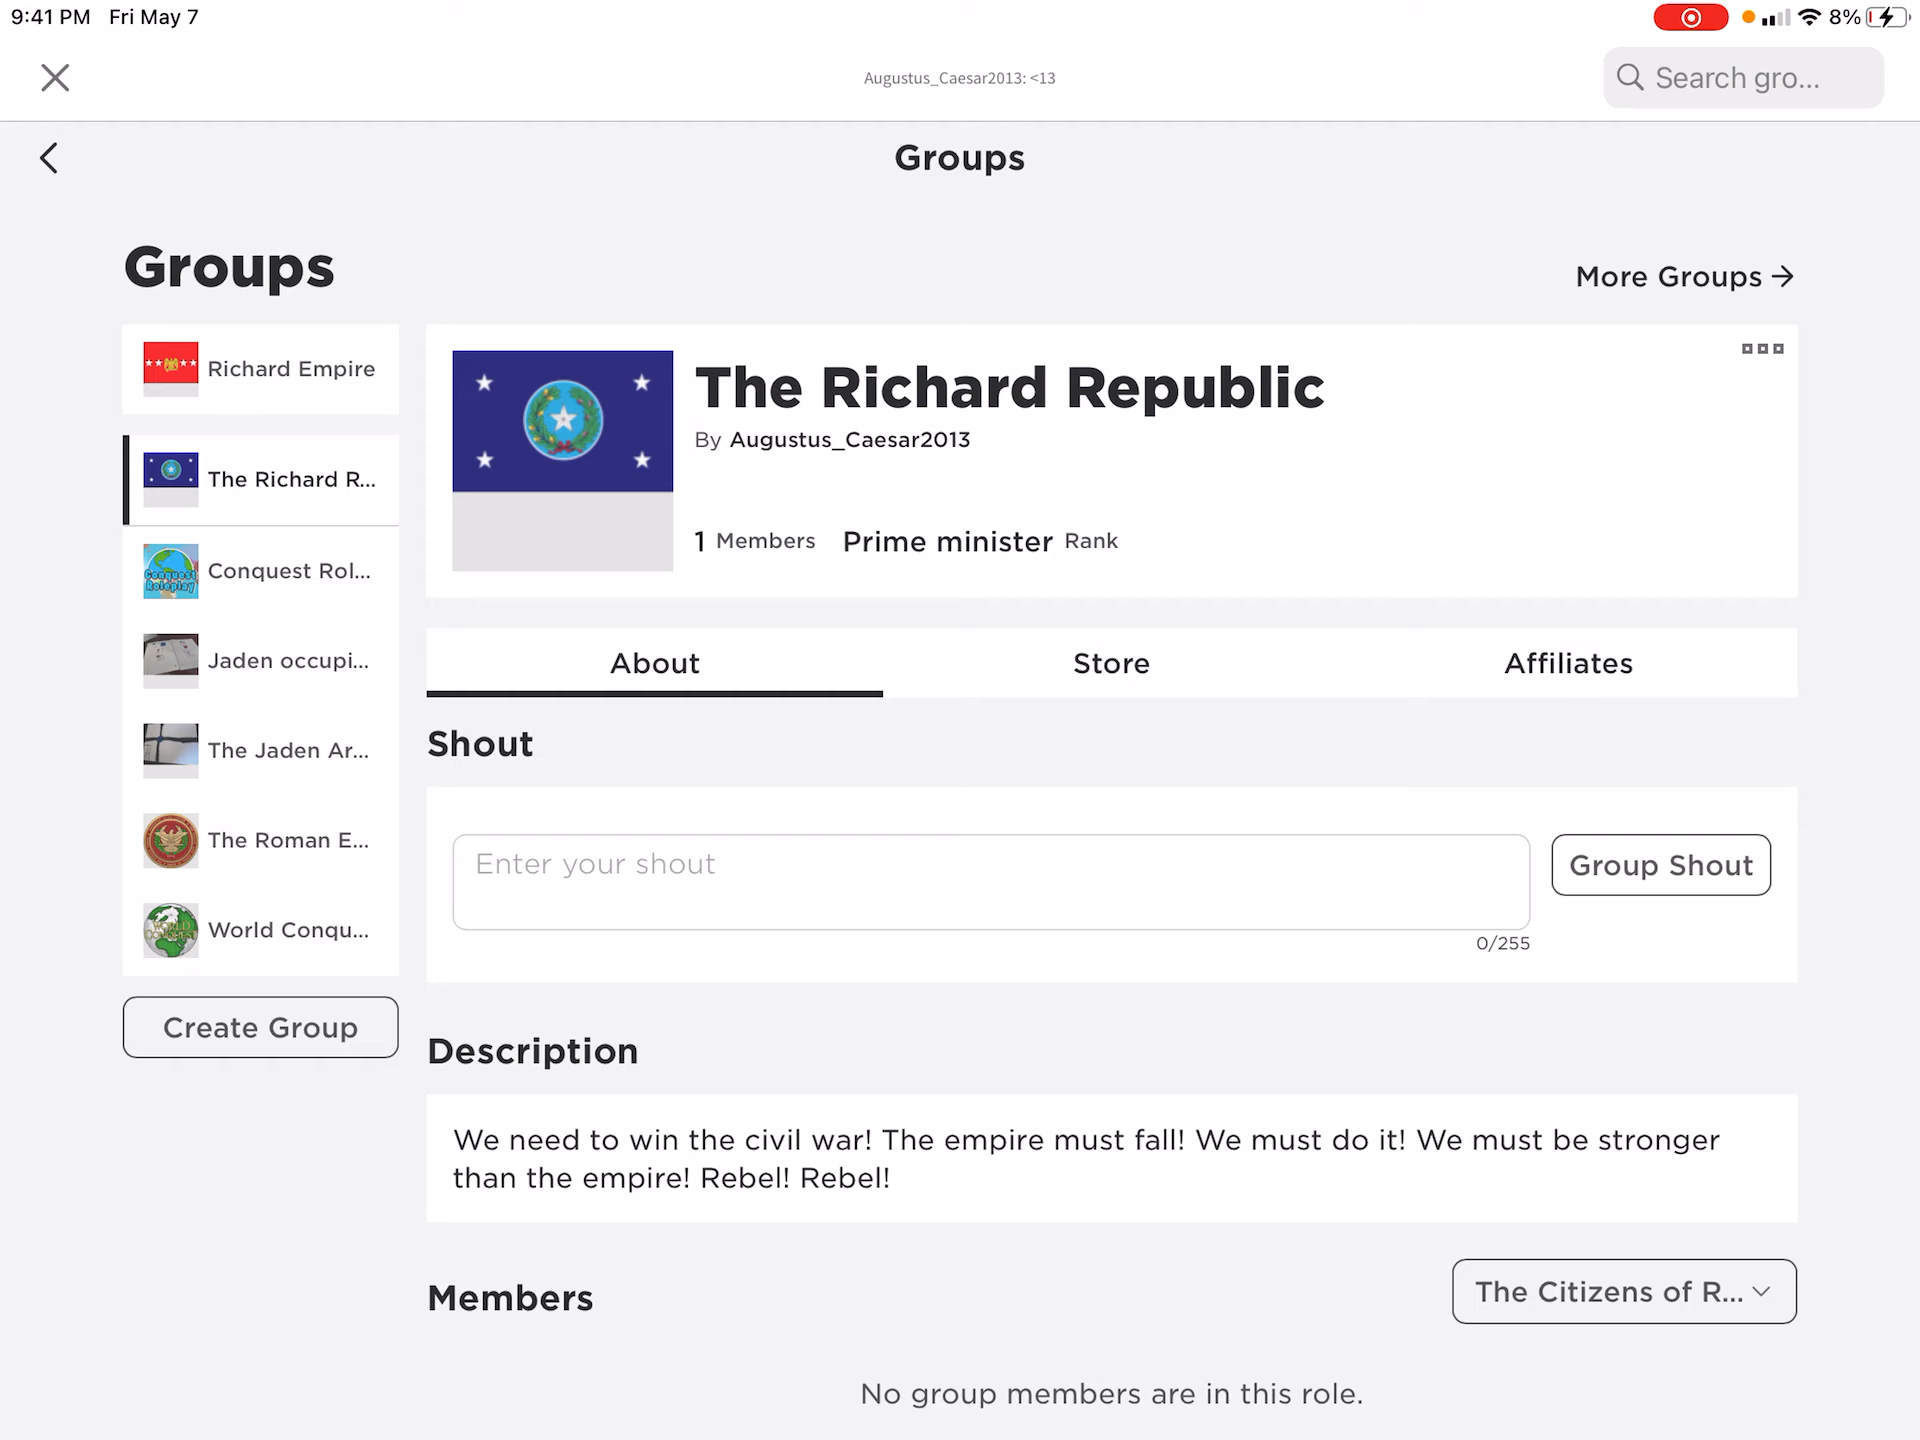 9:41 PM Fri May 7
8%
Augustus_Caesar2013: <13
Search gro...
Groups
Groups
More Groups
Richard Empire
The Richard R...
Conquest Rol...
Conquest
Roleplay
Jaden occupi...
The Jaden Ar...
The Roman E...
World Conqu...
WORLD
CONQUEST
Create Group
The Richard Republic
By Augustus_Caesar2013
1 Members Prime minister Rank
About Store Affiliates
Shout
Enter your shout
Group Shout
0/255
Description
We need to win the civil war! The empire must fall! We must do it! We must be stronger
than the empire! Rebel! Rebel!
Members
The Citizens of R...
No group members are in this role.